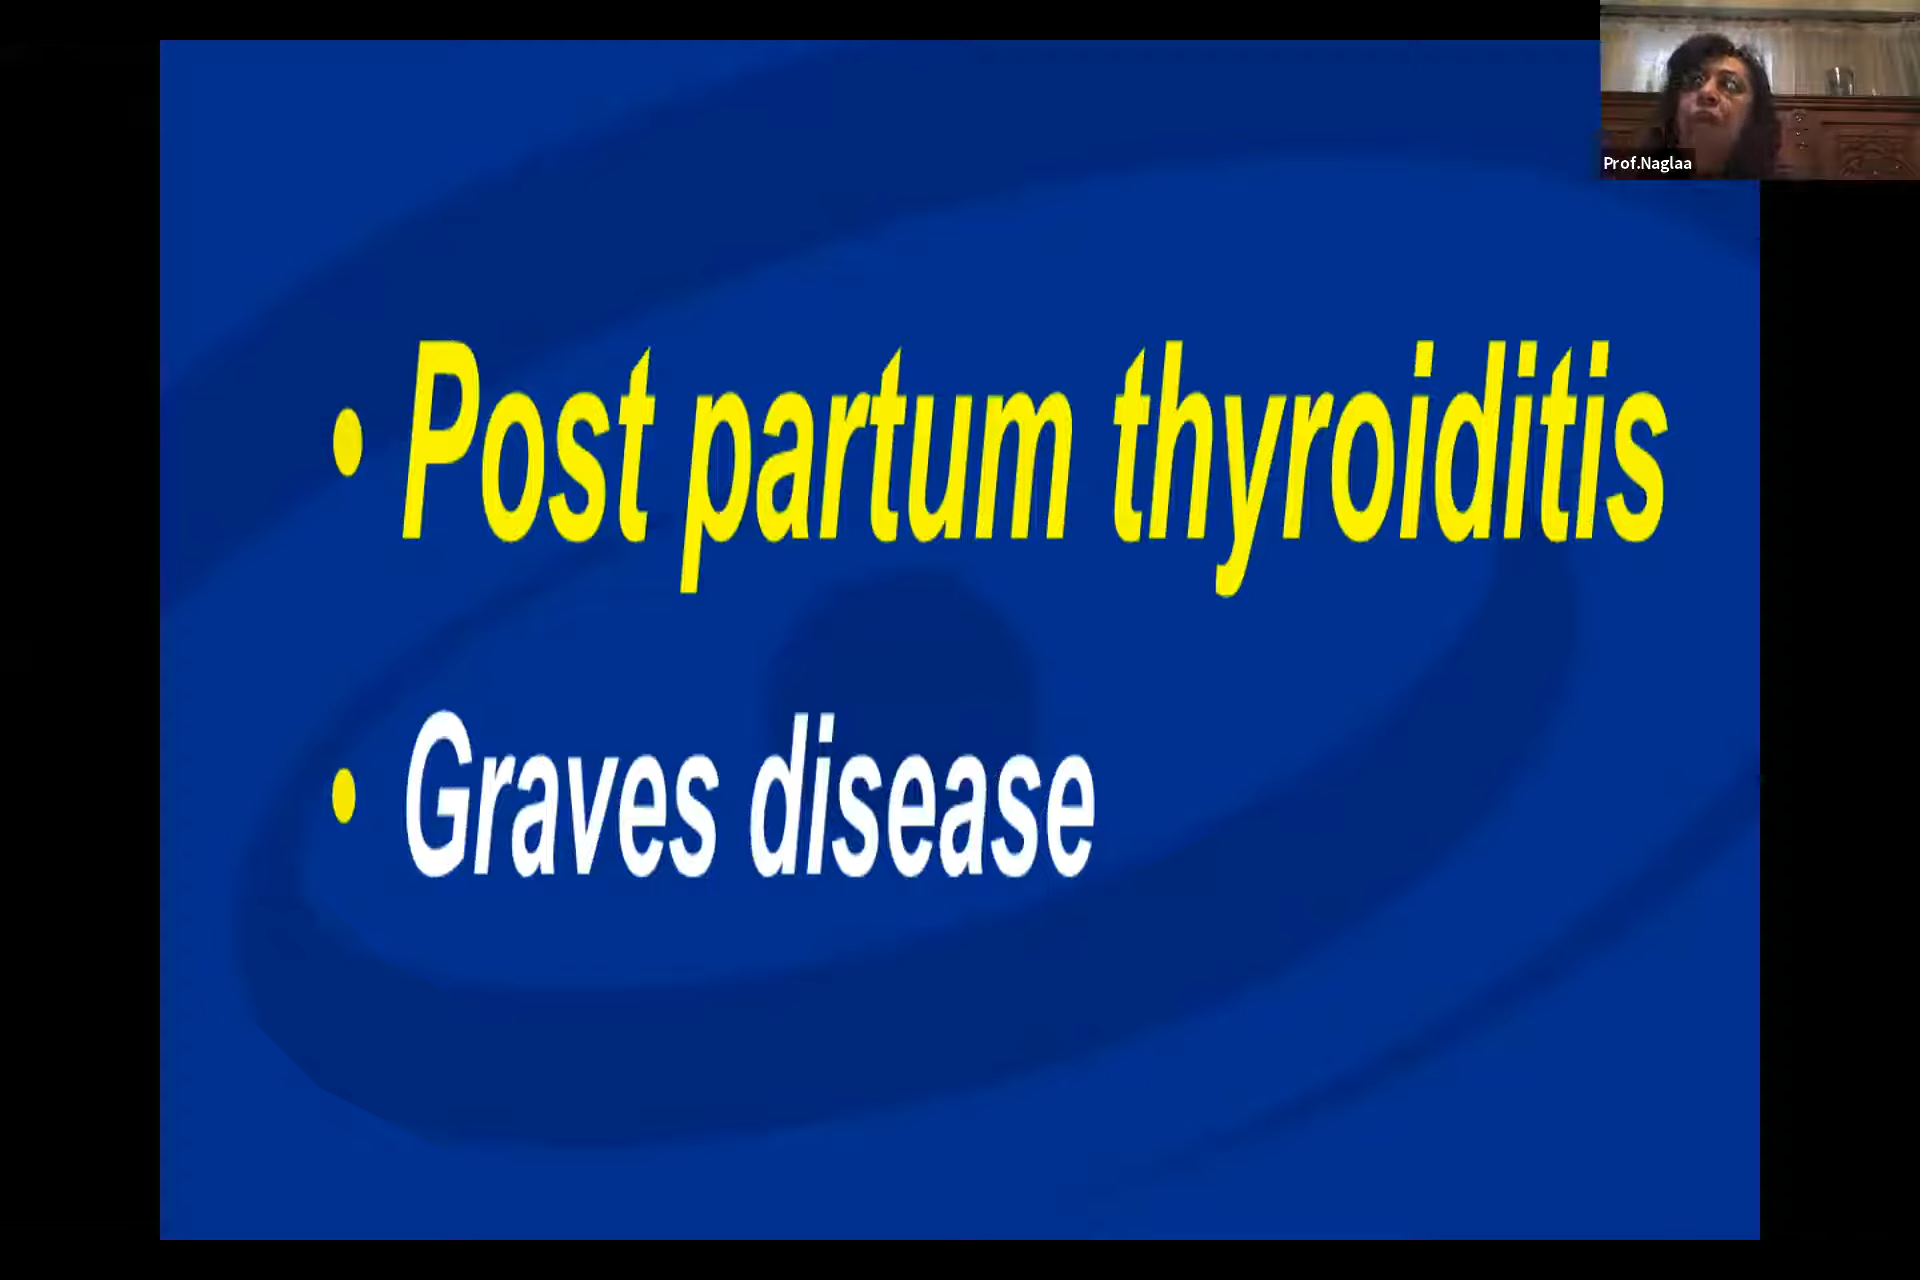 Prof.Naglaa
• Post partum thyroiditis
• Graves disease